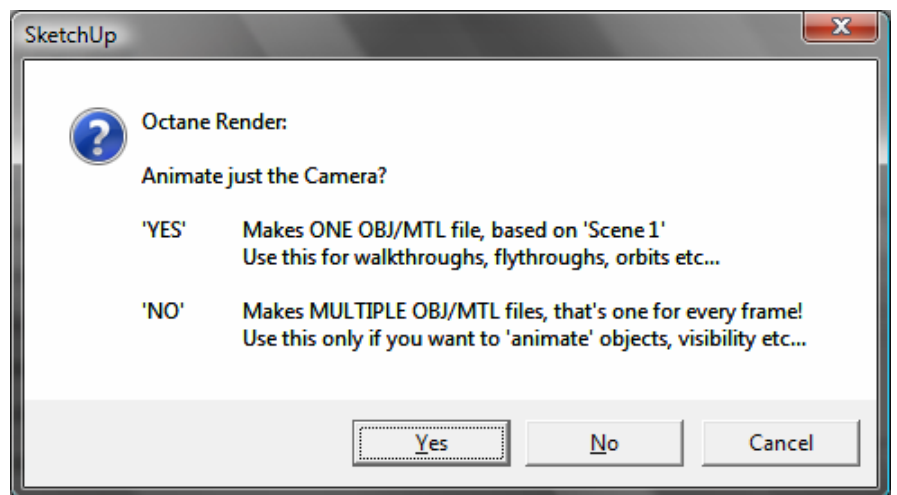 SketchUp
Octane Render:
Animate just the Camera?
'YES' Makes ONE OBJ/MTL file, based on 'Scene 1'
Use this for walkthroughs, flythroughs, orbits etc...
'NO' Makes MULTIPLE OBJ/MTL files, that's one for every frame!
Use this only if you want to 'animate' objects, visibility etc...
Yes No Cancel